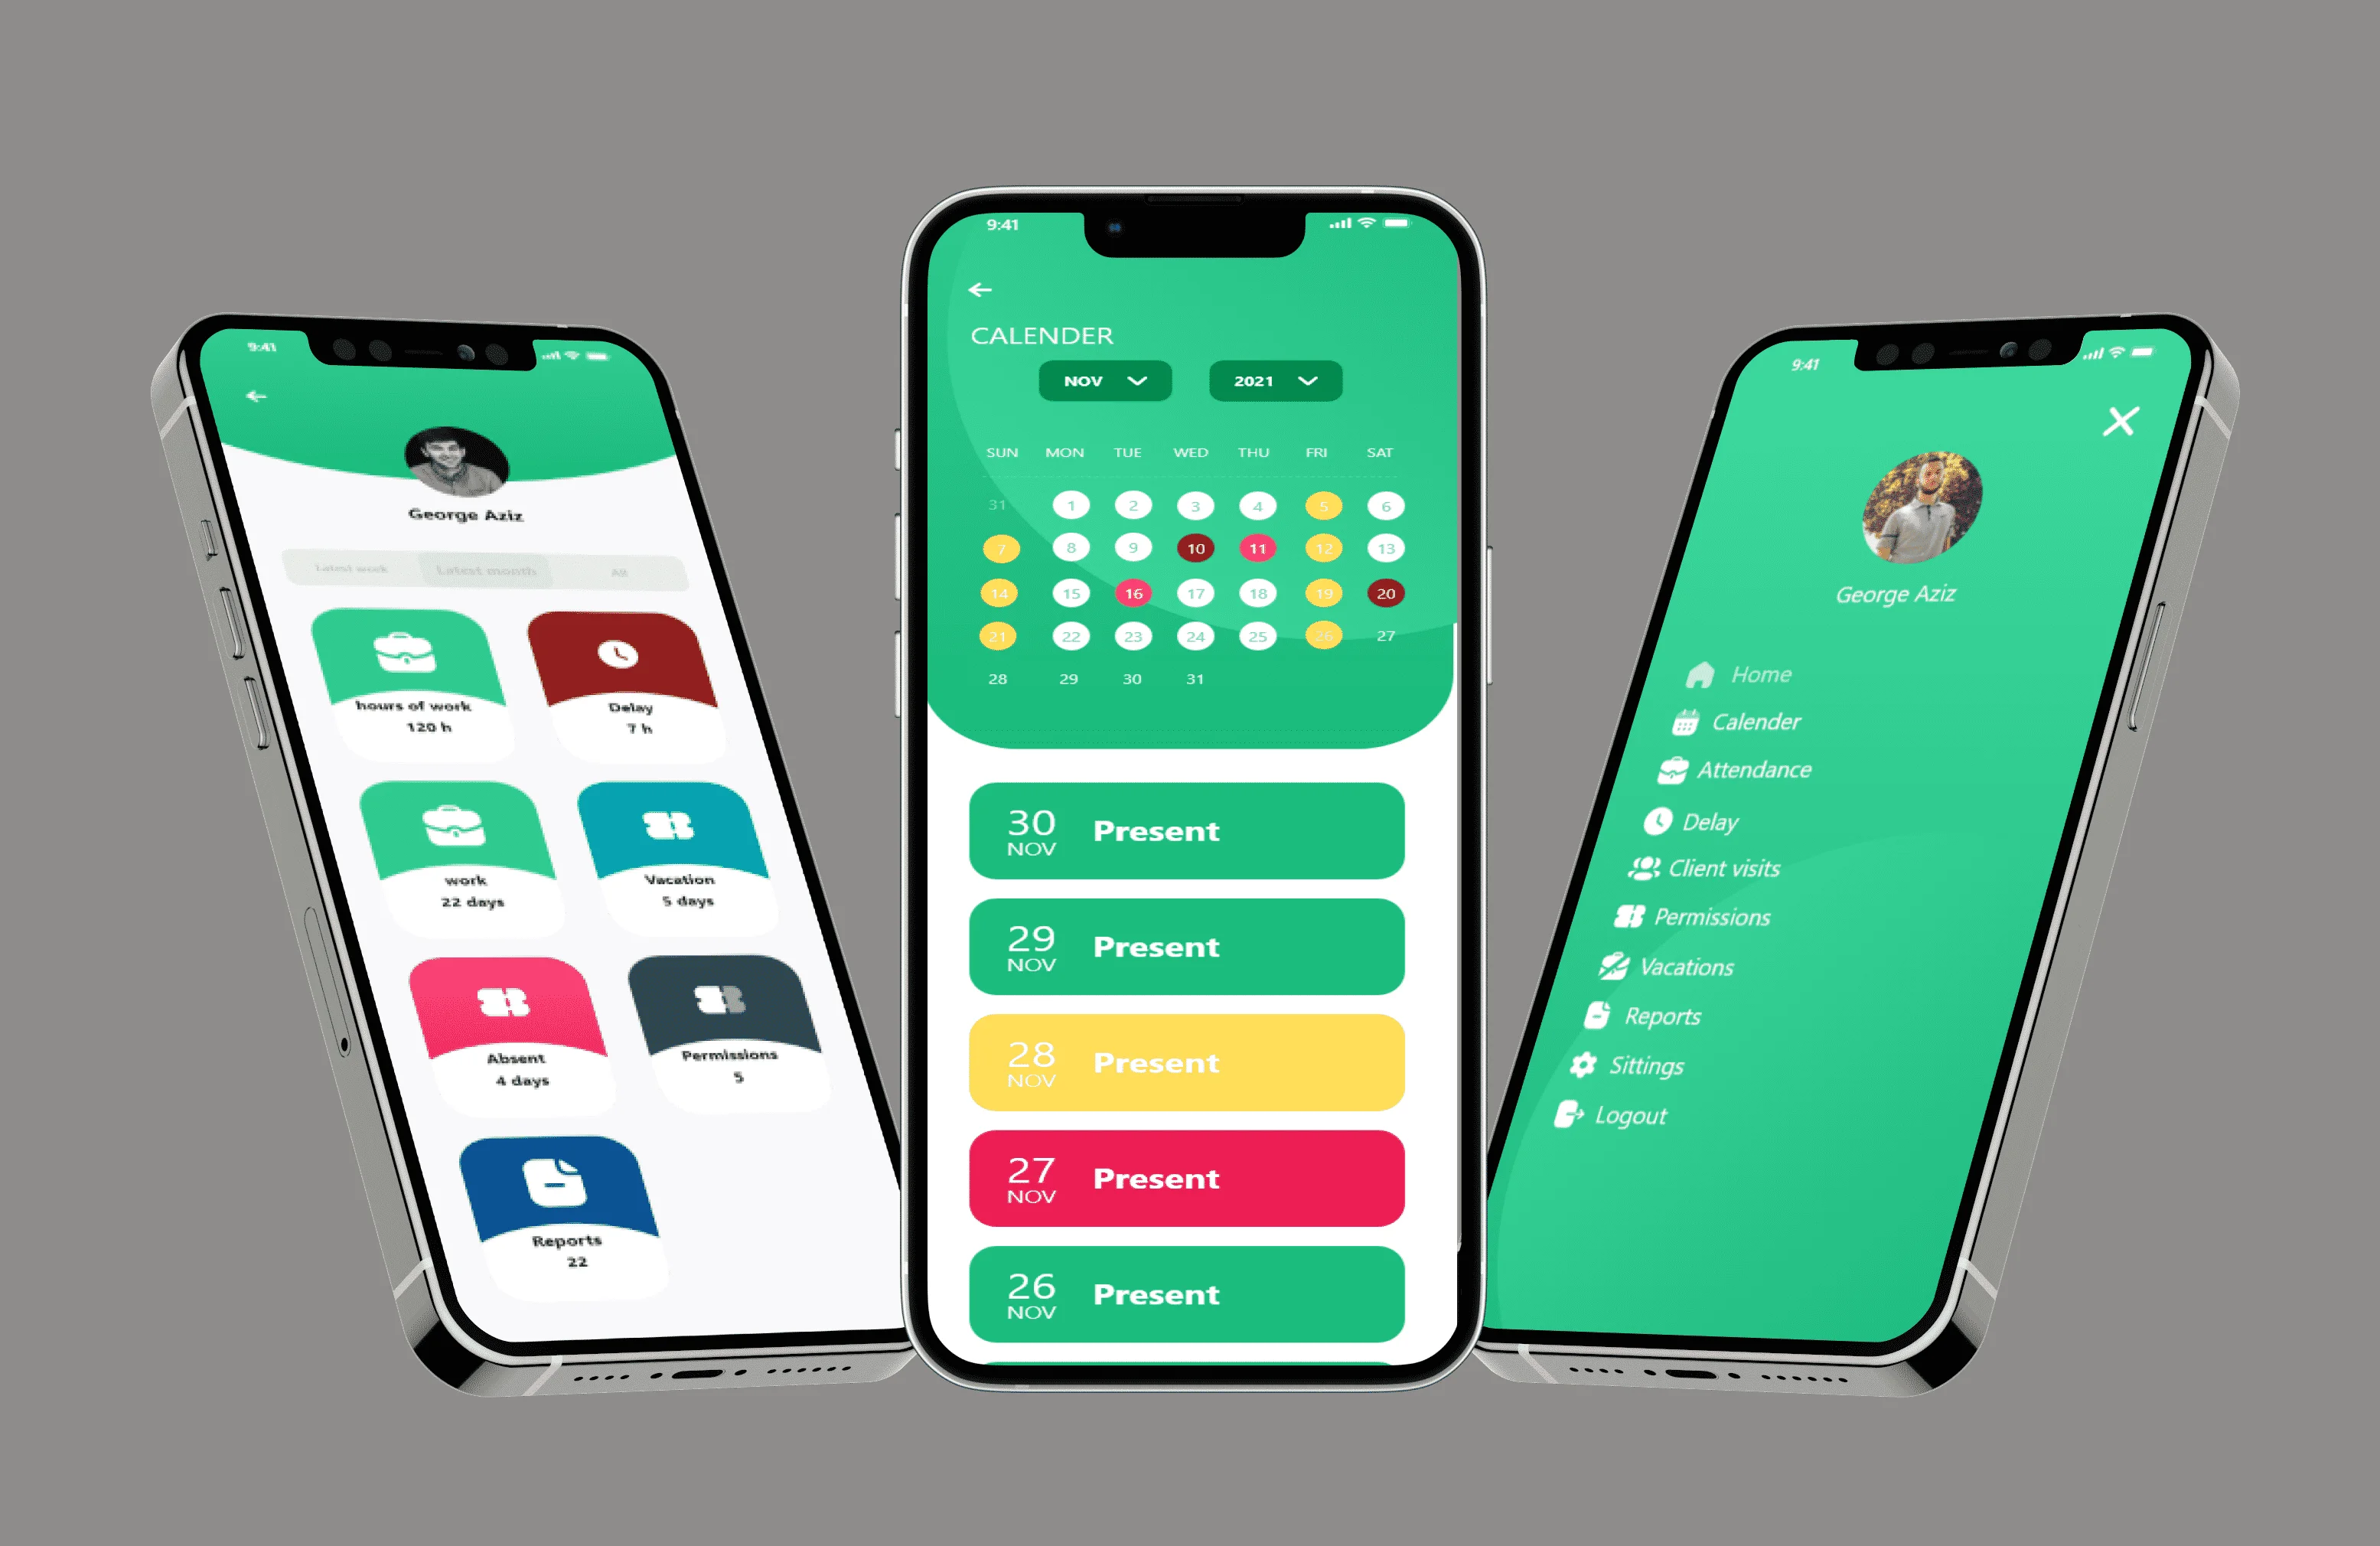 9:41
George Aziz
Latest week Latest month All
hours of work
120 h
Delay
7 h
work
22 days
Vacation
5 days
Absent
4 days
Permissions
5
Reports
22
9:41
CALENDER
NOV 2021
SUN MON TUE WED THU FRI SAT
31 1 2 3 4 5 6
7 8 9 10 11 12 13
14 15 16 17 18 19 20
21 22 23 24 25 26 27
28 29 30 31
30
NOV
Present
29
NOV
Present
28
NOV
Present
27
NOV
Present
26
NOV
Present
9:41
George Aziz
Home
Calender
Attendance
Delay
Client visits
Permissions
Vacations
Reports
Sittings
Logout